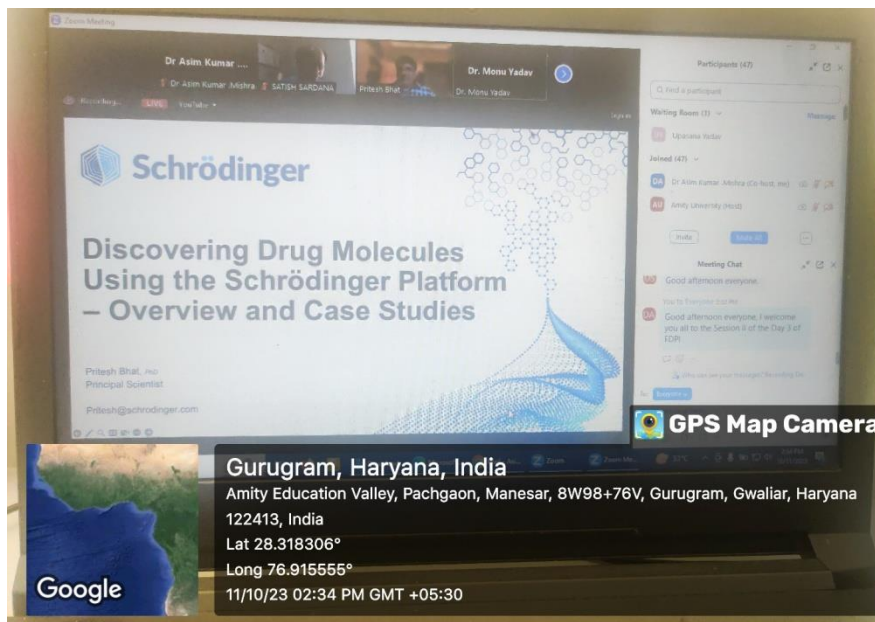 Zoom Meeting
Dr Asim Kumar ....
Dr Asim Kumar .Mishra
SATISH SARDANA
Pritesh Bhat
Dr. Monu Yadav
Dr. Monu Yadav
Recording...
LIVE
YouTube
Participants (47)
Find a participant
Waiting Room (1)
Message
Upasana Yadav
Joined (47)
DA
Dr Asim Kumar .Mishra (Co-host, me)
AU
Amity University (Host)
Invite
Mute All
Meeting Chat
Good afternoon everyone.
DA
Good afternoon everyone, I welcome
you all to the Session II of the Day 3 of
FDP!
Schrödinger
Discovering Drug Molecules
Using the Schrödinger Platform
– Overview and Case Studies
Pritesh Bhat, PhD
Principal Scientist
Pritesh@schrodinger.com
Zoom
GPS Map Camera
Google
Gurugram, Haryana, India
Amity Education Valley, Pachgaon, Manesar, 8W98+76V, Gurugram, Gwaliar, Haryana
122413, India
Lat 28.318306°
Long 76.915555°
11/10/23 02:34 PM GMT +05:30